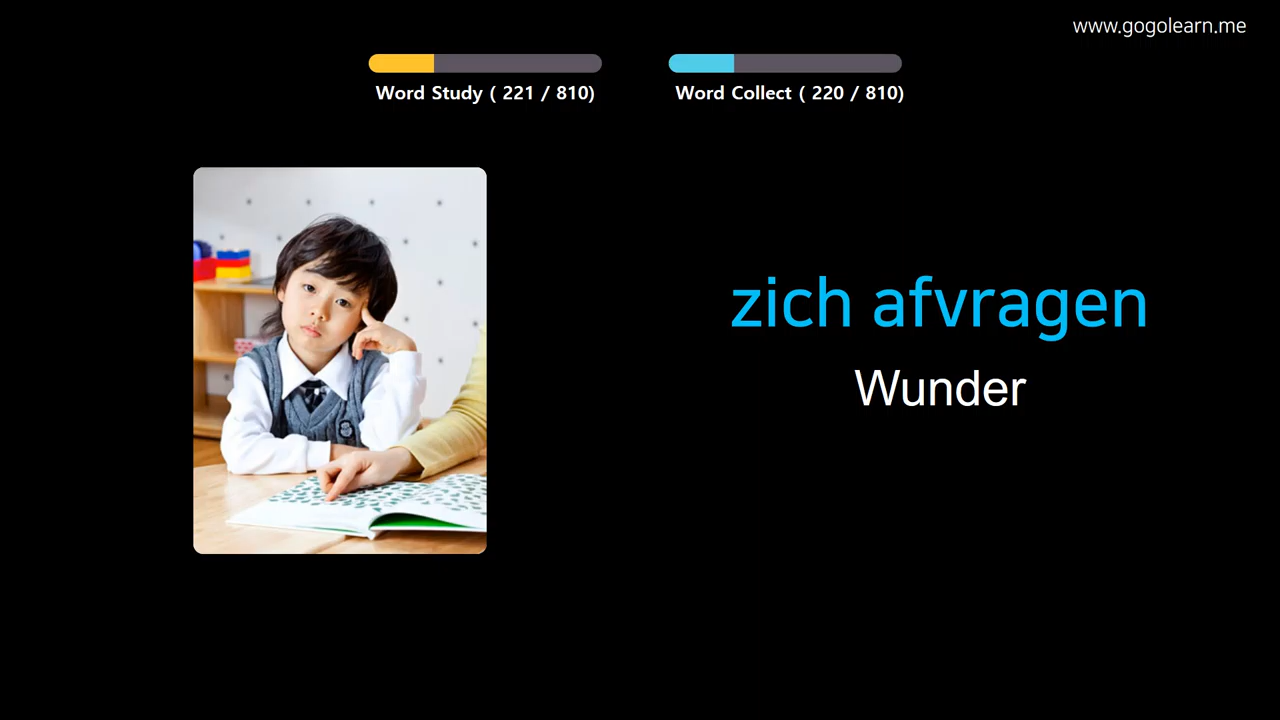 www.gogolearn.me
Word Study ( 221 / 810)
Word Collect ( 220 / 810)
zich afvragen
Wunder